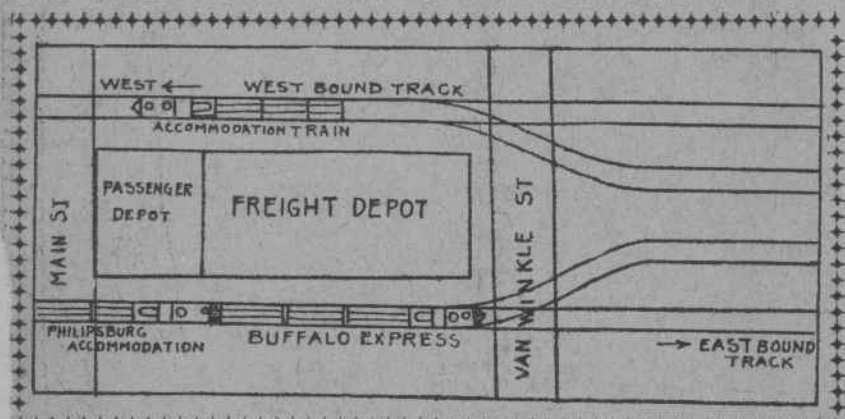 WEST ←
WEST BOUND TRACK
ACCOMMODATION TRAIN
PASSENGER
DEPOT
FREIGHT DEPOT
MAIN ST
VAN WINKLE ST
PHILIPSBURG
ACCOMMODATION
BUFFALO EXPRESS
→ EAST BOUND
TRACK